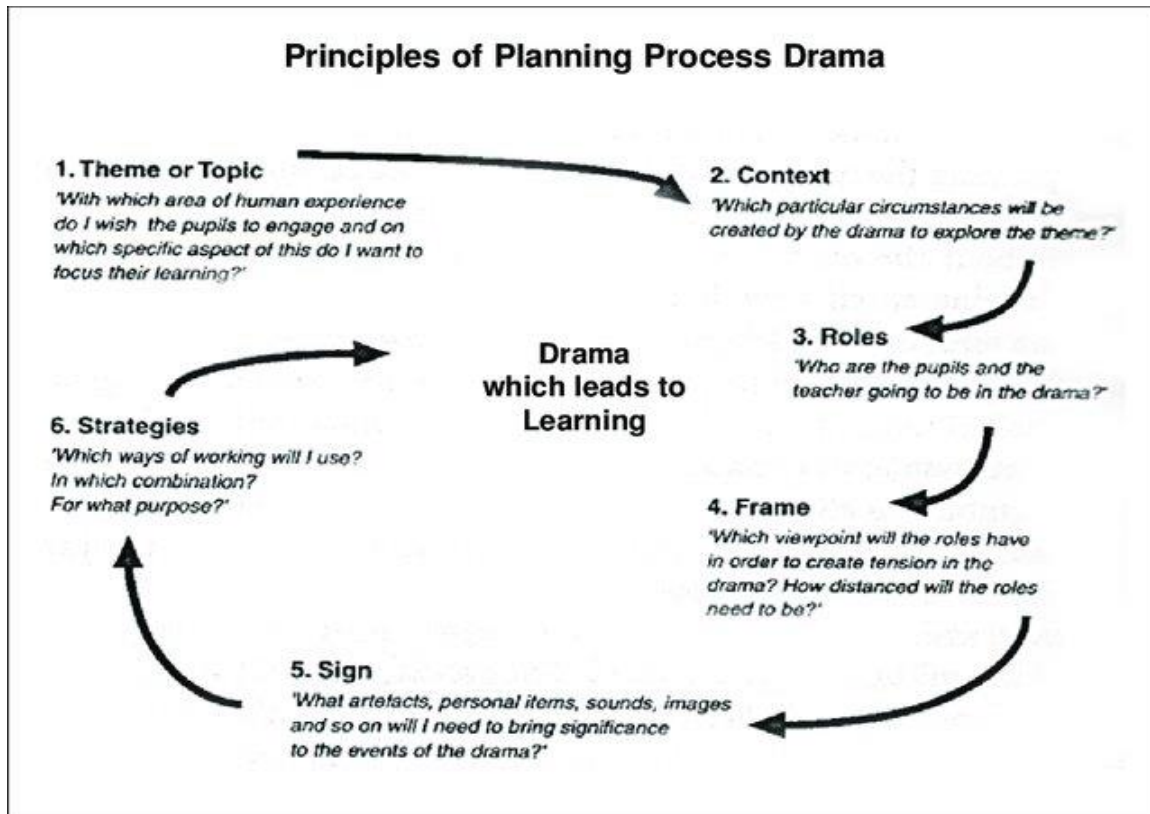 Principles of Planning Process Drama
1. Theme or Topic
'With which area of human experience
do I wish the pupils to engage and on
which specific aspect of this do I want to
focus their learning?'
2. Context
'Which particular circumstances will be
created by the drama to explore the theme?'
3. Roles
'Who are the pupils and the
teacher going to be in the drama?'
4. Frame
'Which viewpoint will the roles have
in order to create tension in the
drama? How distanced will the roles
need to be?'
5. Sign
'What artefacts, personal items, sounds, images
and so on will I need to bring significance
to the events of the drama?'
6. Strategies
'Which ways of working will I use?
In which combination?
For what purpose?'
Drama
which leads to
Learning